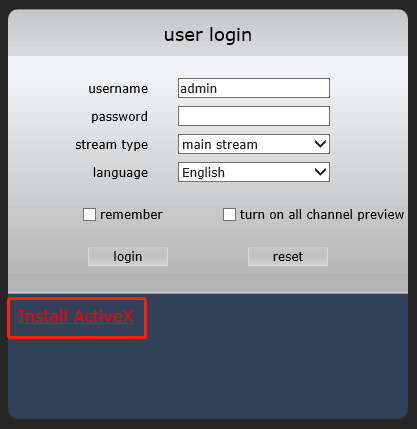 user login
username admin
password
stream type main stream
language English
remember turn on all channel preview
login reset
Install ActiveX